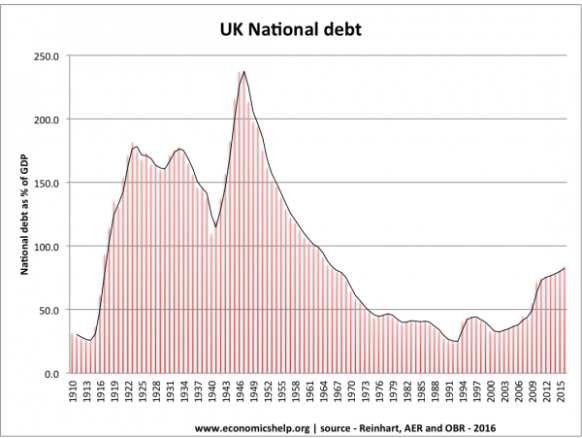 UK National debt
250.0
200.0
150.0
100.0
50.0
0.0
National debt as % of GDP
1910 1913 1916 1919 1922 1925 1928 1931 1934 1937 1940 1943 1946 1949 1952 1955 1958 1961 1964 1967 1970 1973 1976 1979 1982 1985 1988 1991 1994 1997 2000 2003 2006 2009 2012 2015
www.economicshelp.org | source - Reinhart, AER and OBR - 2016